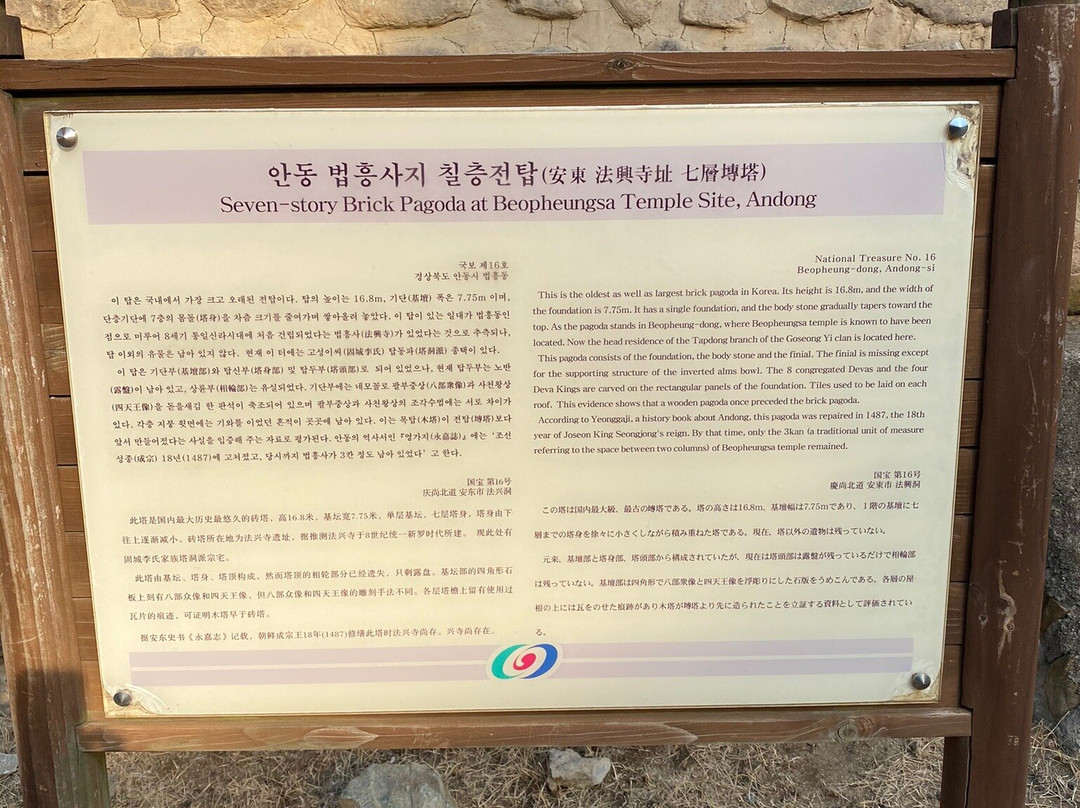 안동 법흥사지 칠층전탑(安東 法興寺址 七層塼塔)
Seven-story Brick Pagoda at Beopheungsa Temple Site, Andong
국보 제16호
경상북도 안동시 법흥동
이 탑은 국내에서 가장 크고 오래된 전탑이다. 탑의 높이는 16.8m, 기단(基壇) 폭은 7.75m 이며,
단층기단에 7층의 몸돌(塔身)을 차츰 크기를 줄여가며 쌓아올려 놓았다. 이 탑이 있는 일대가 법흥동인
점으로 미루어 8세기 통일신라시대에 처음 건립되었다는 법흥사(法興寺)가 있었다는 것으로 추측되나,
탑 이외의 유물은 남아 있지 않다. 현재 이 터에는 고성이씨(固城李氏) 탑동파(塔洞派) 종택이 있다.
이 탑은 기단부(基壇部)와 탑신부(塔身部) 및 탑두부(塔頭部)로 되어 있었으나, 현재 탑두부는 노반
(露盤)이 남아 있고, 상륜부(相輪部)는 유실되었다. 기단부에는 네모꼴로 팔부중상(八部衆像)과 사천왕상
(四天王像)을 돋을새김 한 판석이 축조되어 있으며 팔부중상과 사천왕상의 조각수법에는 서로 차이가
있다. 각층 지붕 윗면에는 기와를 이었던 흔적이 곳곳에 남아 있다. 이는 목탑(木塔)이 전탑(塼塔)보다
앞서 만들어졌다는 사실을 입증해 주는 자료로 평가된다. 안동의 역사서인 『영가지(永嘉誌)』에는 '조선
성종(成宗) 18년(1487)에 고쳐졌고, 당시까지 법흥사가 3칸 정도 남아 있었다' 고 한다.
National Treasure No. 16
Beopheung-dong, Andong-si
This is the oldest as well as largest brick pagoda in Korea. Its height is 16.8m, and the width of
the foundation is 7.75m. It has a single foundation, and the body stone gradually tapers toward the
top. As the pagoda stands in Beopheung-dong, where Beopheungsa temple is known to have been
located. Now the head residence of the Tapdong branch of the Goseong Yi clan is located here.
This pagoda consists of the foundation, the body stone and the finial. The finial is missing except
for the supporting structure of the inverted alms bowl. The 8 congregated Devas and the four
Deva Kings are carved on the rectangular panels of the foundation. Tiles used to be laid on each
roof. This evidence shows that a wooden pagoda once preceded the brick pagoda.
According to Yeonggaji, a history book about Andong, this pagoda was repaired in 1487, the 18th
year of Joseon King Seongjong's reign. By that time, only the 3kan (a traditional unit of measure
referring to the space between two columns) of Beopheungsa temple remained.
国宝 第16号
庆尚北道 安东市 法兴洞
此塔是国内最大历史最悠久的砖塔，高16.8米，基坛宽7.75米，单层基坛，七层塔身，塔身由下
往上逐渐减小。砖塔所在地为法兴寺遗址，据推测法兴寺于8世纪统一新罗时代所建。 现此处有
固城李氏家族塔洞派宗宅。
此塔由基坛、塔身、塔顶构成，然而塔顶的相轮部分已经遗失，只剩露盘。基坛部的四角形石
板上刻有八部众像和四天王像，但八部众像和四天王像的雕刻手法不同。各层塔檐上留有使用过
瓦片的痕迹，可证明木塔早于砖塔。
据安东史书《永嘉志》记载，朝鲜成宗王18年(1487)修缮此塔时法兴寺尚存。兴寺尚存在。
国宝 第16号
慶尚北道 安東市 法興洞
この塔は国内最大級、最古の塼塔である。塔の高さは16.8m、基壇幅は7.75mであり、１階の基壇に七
層までの塔身を徐々に小さくしながら積み重ねた塔である。現在、塔以外の遺物は残っていない。
元来、基壇部と塔身部、塔頭部から構成されていたが、現在は塔頭部は露盤が残っているだけで相輪部
は残っていない。基壇部は四角形で八部衆像と四天王像を浮彫りにした石版をうめこんである。各層の屋
根の上には瓦をのせた痕跡があり木塔が塼塔より先に造られたことを立証する資料として評価されてい
る。